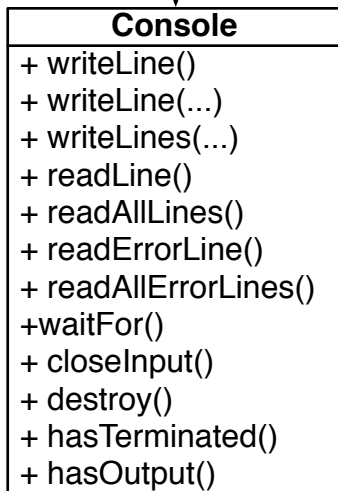 Console
+ writeLine()
+ writeLine(...)
+ writeLines(...)
+ readLine()
+ readAllLines()
+ readErrorLine()
+ readAllErrorLines()
+waitFor()
+ closeInput()
+ destroy()
+ hasTerminated()
+ hasOutput()